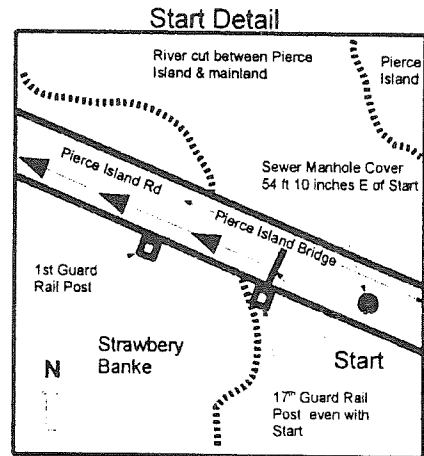 Start Detail
River cut between Pierce
Island & mainland
Pierce
Island
Pierce Island Rd
Sewer Manhole Cover
54 ft 10 inches E of Start
Pierce Island Bridge
1st Guard
Rail Post
Strawbery
Banke
Start
N
17th Guard Rail
Post even with
Start